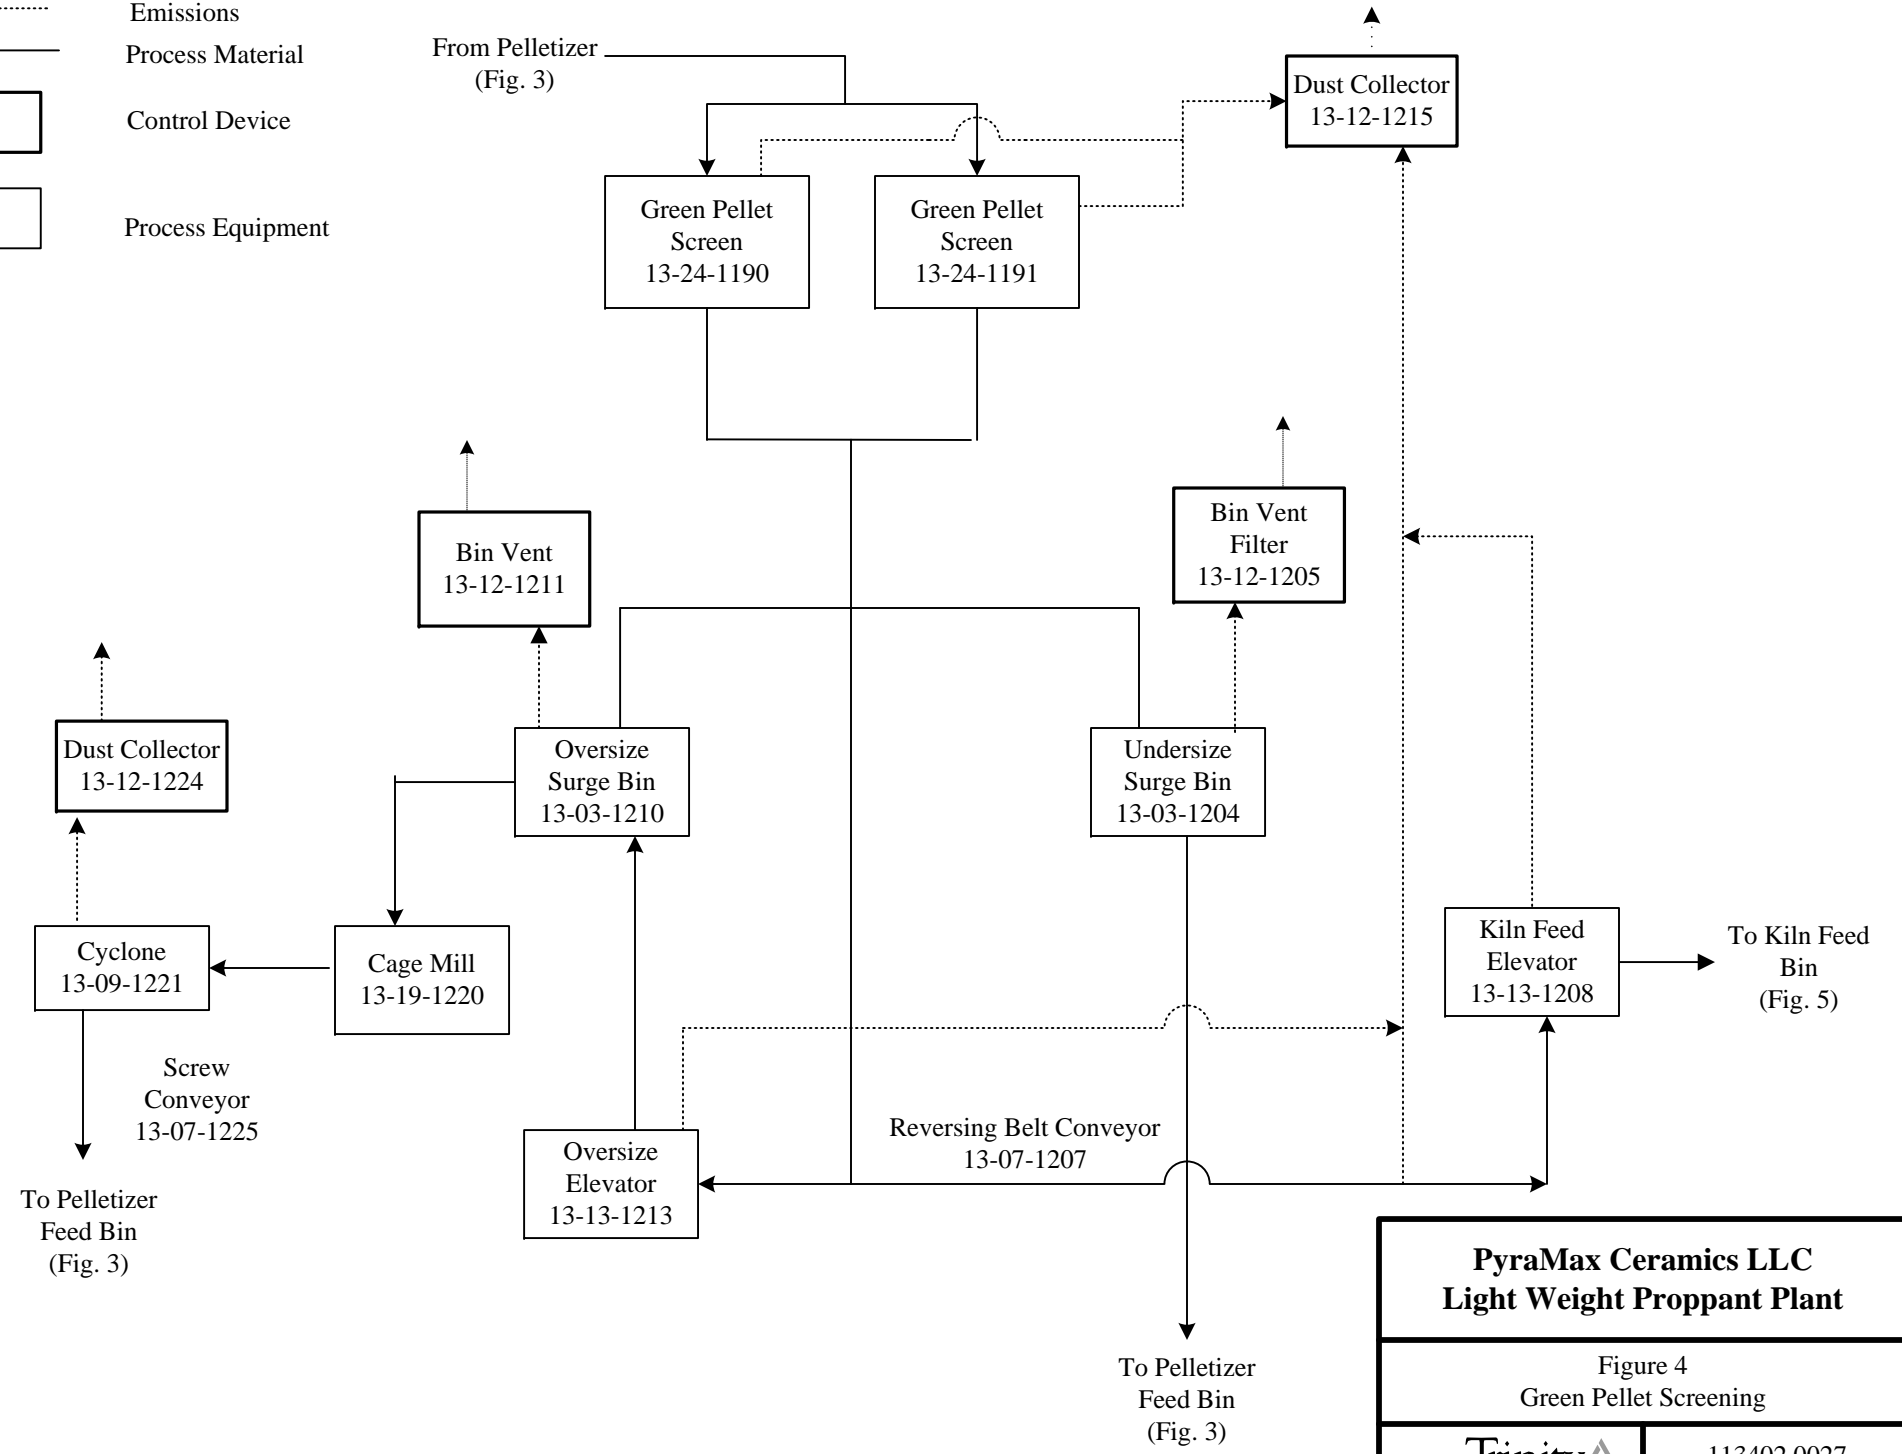 Emissions
Process Material
Control Device
Process Equipment
From Pelletizer
(Fig. 3)
Dust Collector
13-12-1215
Green Pellet
Screen
13-24-1190
Green Pellet
Screen
13-24-1191
Bin Vent
13-12-1211
Bin Vent
Filter
13-12-1205
Dust Collector
13-12-1224
Oversize
Surge Bin
13-03-1210
Undersize
Surge Bin
13-03-1204
Cyclone
13-09-1221
Cage Mill
13-19-1220
Kiln Feed
Elevator
13-13-1208
To Kiln Feed
Bin
(Fig. 5)
Screw
Conveyor
13-07-1225
Oversize
Elevator
13-13-1213
Reversing Belt Conveyor
13-07-1207
To Pelletizer
Feed Bin
(Fig. 3)
To Pelletizer
Feed Bin
(Fig. 3)
PyraMax Ceramics LLC
Light Weight Proppant Plant
Figure 4
Green Pellet Screening
Trinity
113402.0027